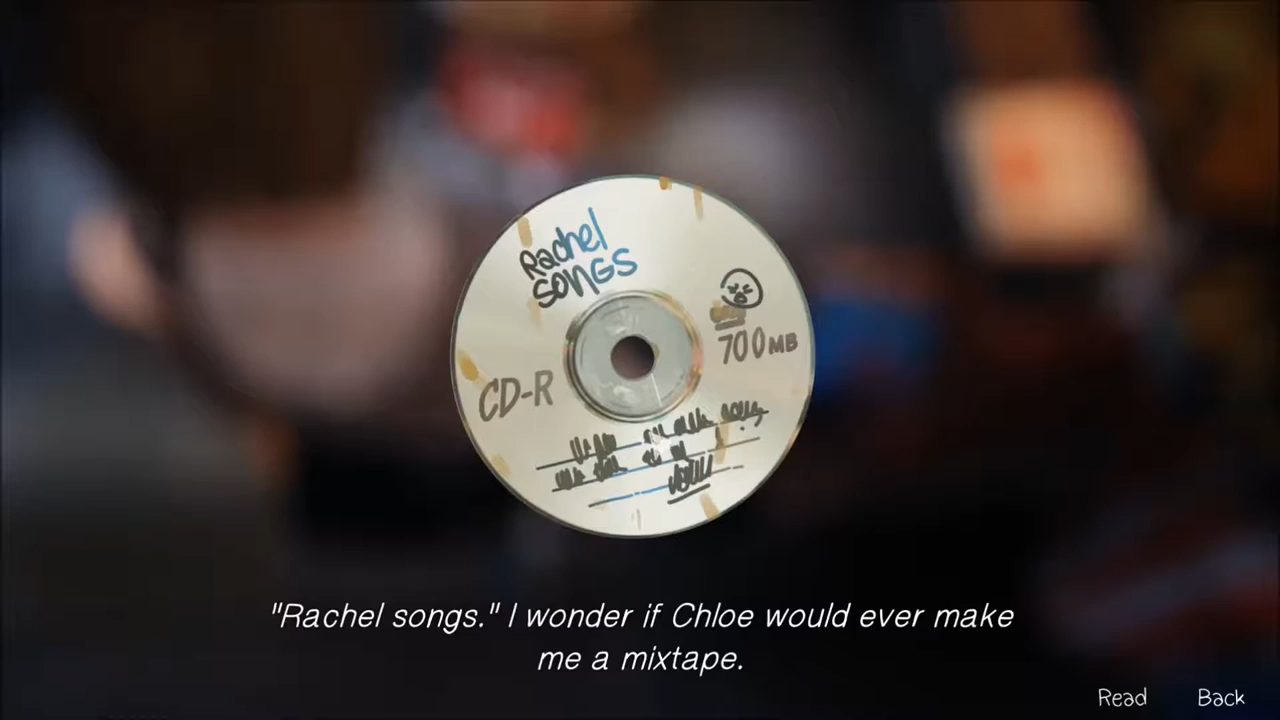 Rachel
SONGS
700MB
CD-R
"Rachel songs." I wonder if Chloe would ever make
me a mixtape.
Read Back